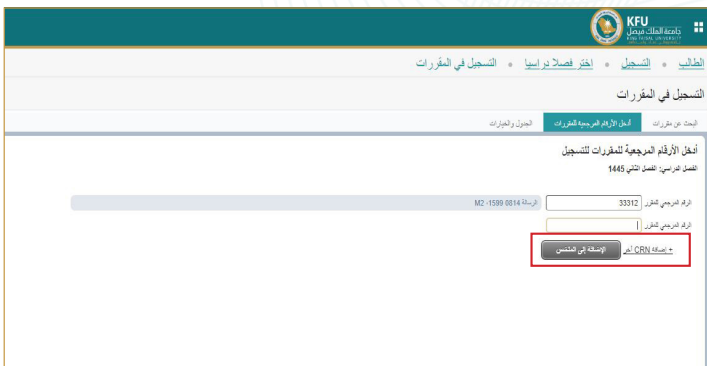 KFU
جامعة الملك فيصل
KING FAISAL UNIVERSITY
الطالب • التسجيل • اختر فصلا دراسيا • التسجيل في المقررات
التسجيل في المقررات
البحث عن مقررات أدخل الأرقام المرجعية للمقررات الجدول والخيارات
أدخل الأرقام المرجعية للمقررات للتسجيل
الفصل الدراسي: الفصل الثاني 1445
الرقم المرجعي للمقرر 33312 الرسالة 0814 1599- M2
الرقم المرجعي للمقرر
+ إضافة CRN آخر الإضافة إلى الملخص